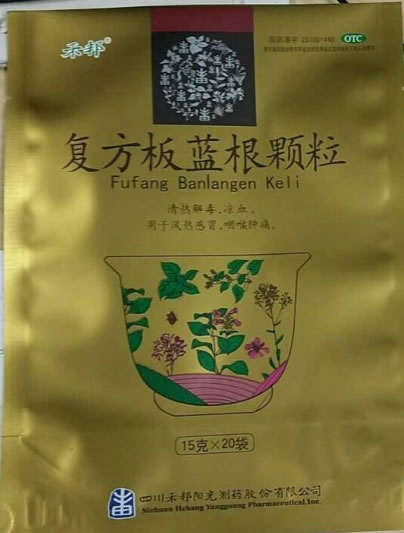 禾邦®
国药准字 Z51021440 OTC
复方板蓝根颗粒
Fufang Banlangen Keli
清热解毒,凉血。
用于风热感冒,咽喉肿痛。
15克×20袋
四川禾邦阳光制药股份有限公司
Sichuan Hebang Yangguang Pharmaceutical.Inc.